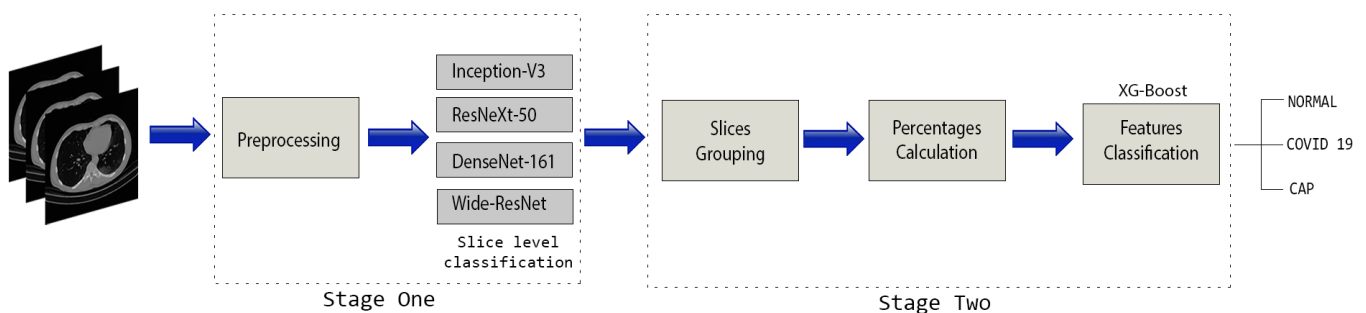 Preprocessing
Inception-V3
ResNeXt-50
DenseNet-161
Wide-ResNet
Slice level
classification
Stage One
Slices
Grouping
Percentages
Calculation
XG-Boost
Features
Classification
Stage Two
NORMAL
COVID 19
CAP